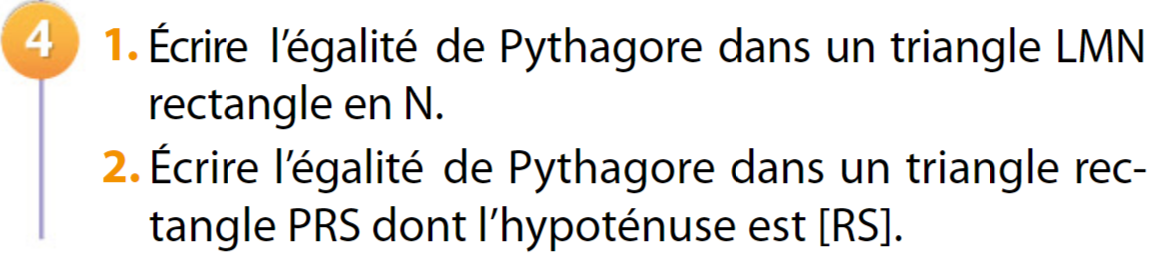 4 1. Écrire l'égalité de Pythagore dans un triangle LMN
rectangle en N.
2. Écrire l'égalité de Pythagore dans un triangle rec-
tangle PRS dont l'hypoténuse est [RS].